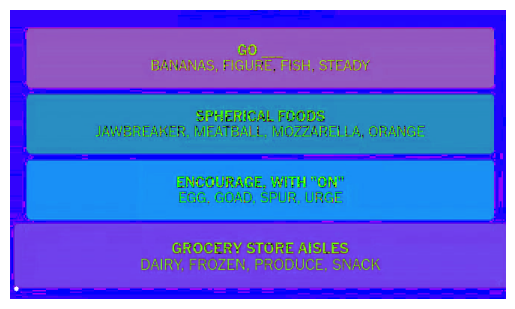 GO ___
BANANAS, FIGURE, FISH, STEADY
SPHERICAL FOODS
JAWBREAKER, MEATBALL, MOZZARELLA, ORANGE
ENCOURAGE, WITH "ON"
EGG, GOAD, SPUR, URGE
GROCERY STORE AISLES
DAIRY, FROZEN, PRODUCE, SNACK